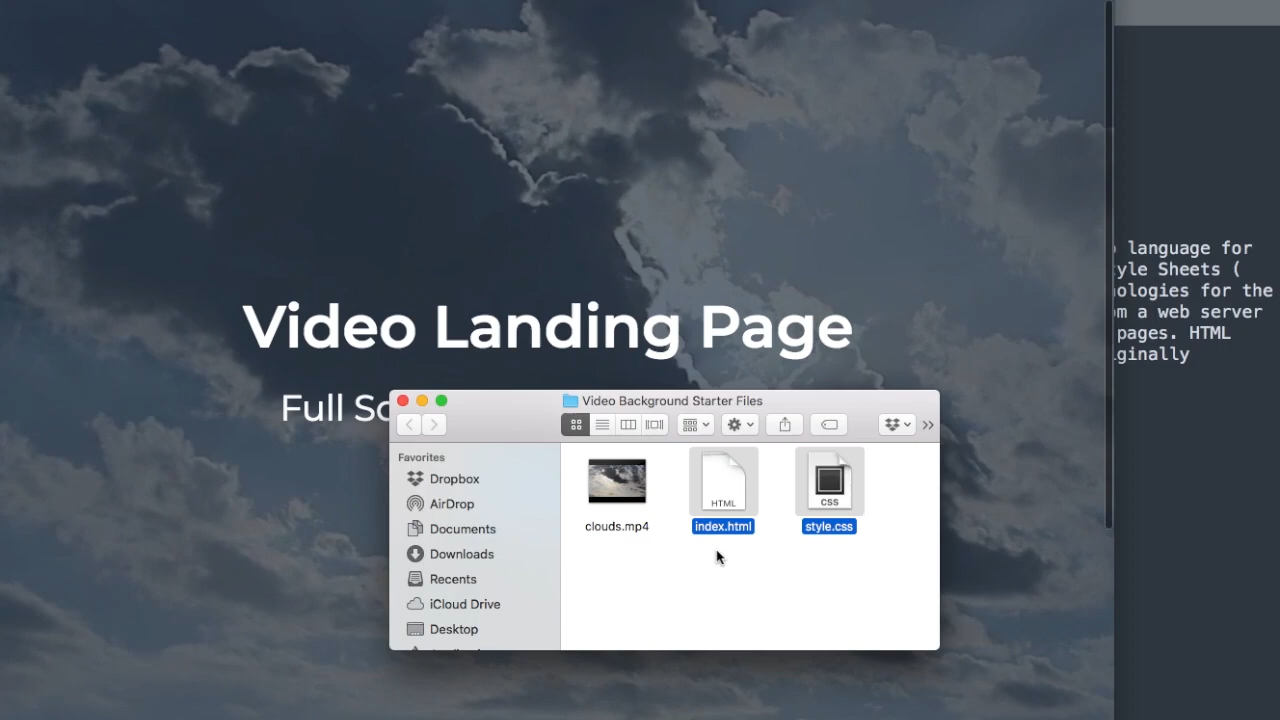 language for
yle Sheets (
ologies for the
m a web server
pages. HTML
ginally
Video Landing Page
Full Sc
Video Background Starter Files
Favorites
Dropbox
AirDrop
Documents
Downloads
Recents
iCloud Drive
Desktop
HTML
CSS
clouds.mp4
index.html
style.css